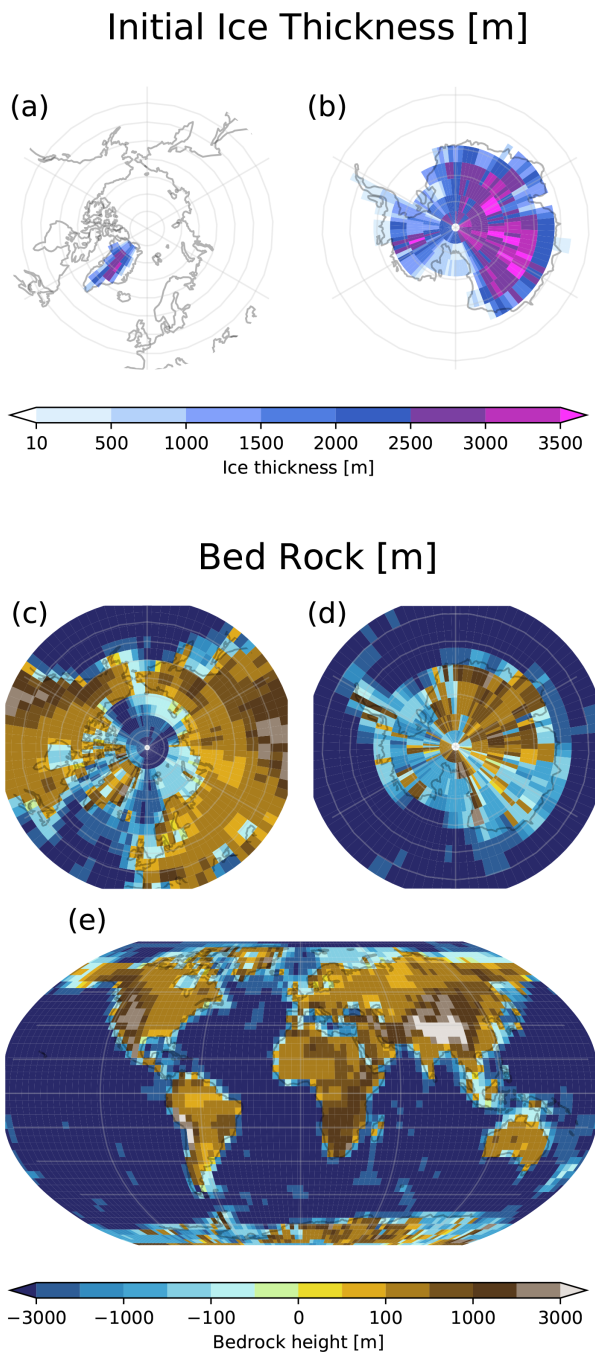 Initial Ice Thickness [m]
(a)
(b)
10 500 1000 1500 2000 2500 3000 3500
Ice thickness [m]
Bed Rock [m]
(c)
(d)
(e)
−3000 −1000 −100 0 100 1000 3000
Bedrock height [m]